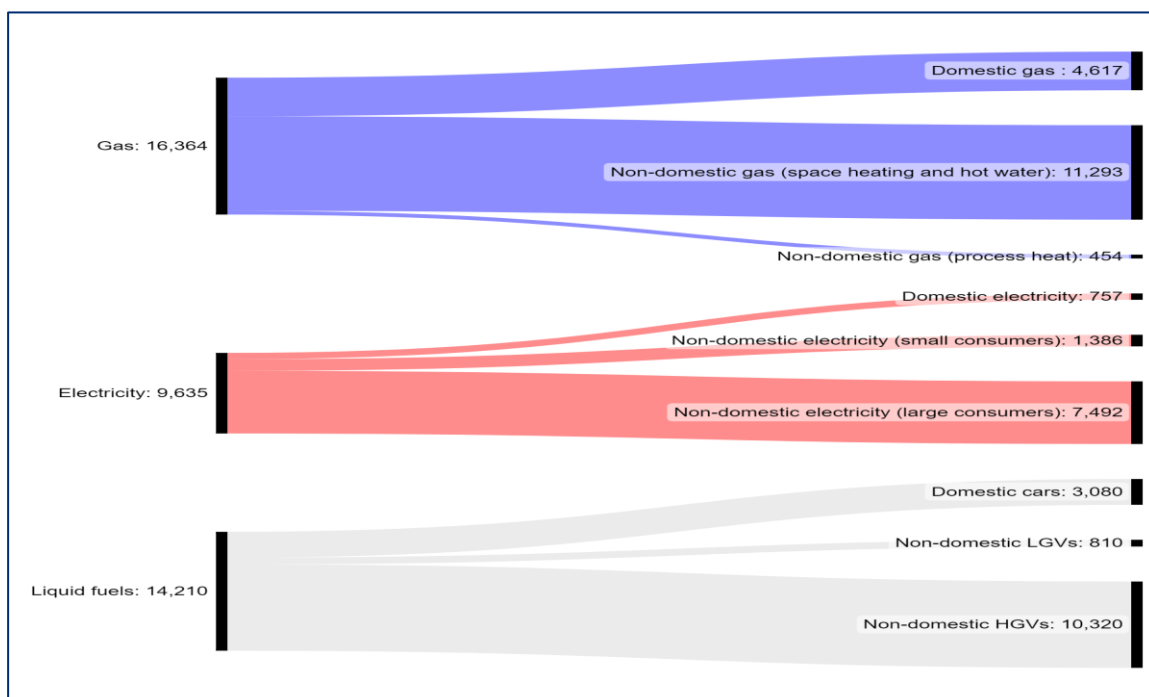 Domestic gas : 4,617
Gas: 16,364
Non-domestic gas (space heating and hot water): 11,293
Non-domestic gas (process heat): 454
Domestic electricity: 757
Non-domestic electricity (small consumers): 1,386
Electricity: 9,635
Non-domestic electricity (large consumers): 7,492
Domestic cars: 3,080
Non-domestic LGVs: 810
Liquid fuels: 14,210
Non-domestic HGVs: 10,320